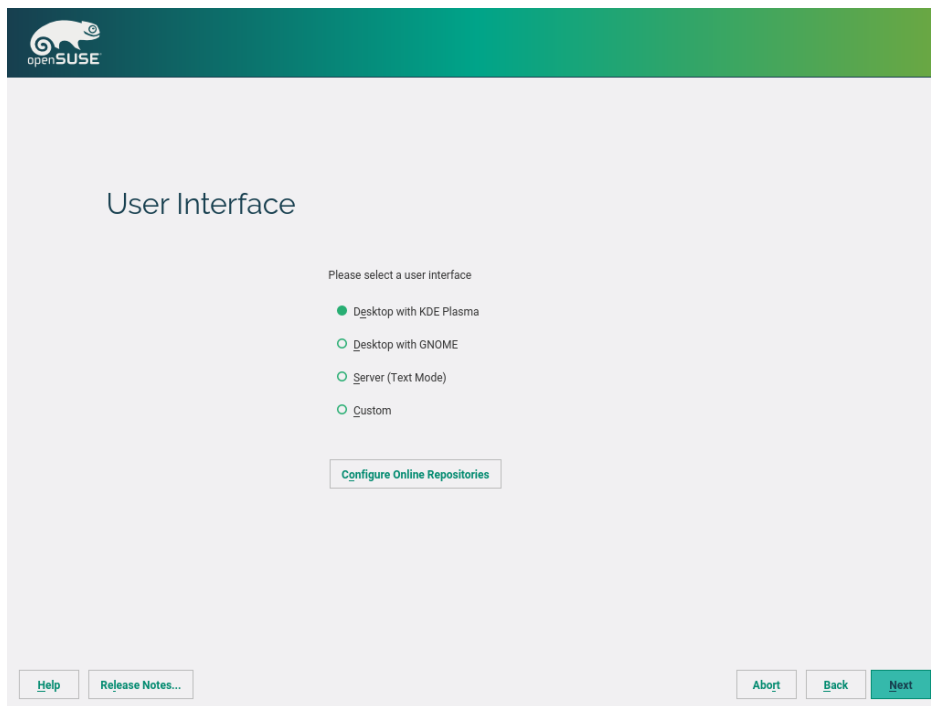 openSUSE
User Interface
Please select a user interface
Desktop with KDE Plasma
Desktop with GNOME
Server (Text Mode)
Custom
Configure Online Repositories
Help Release Notes... Abort Back Next